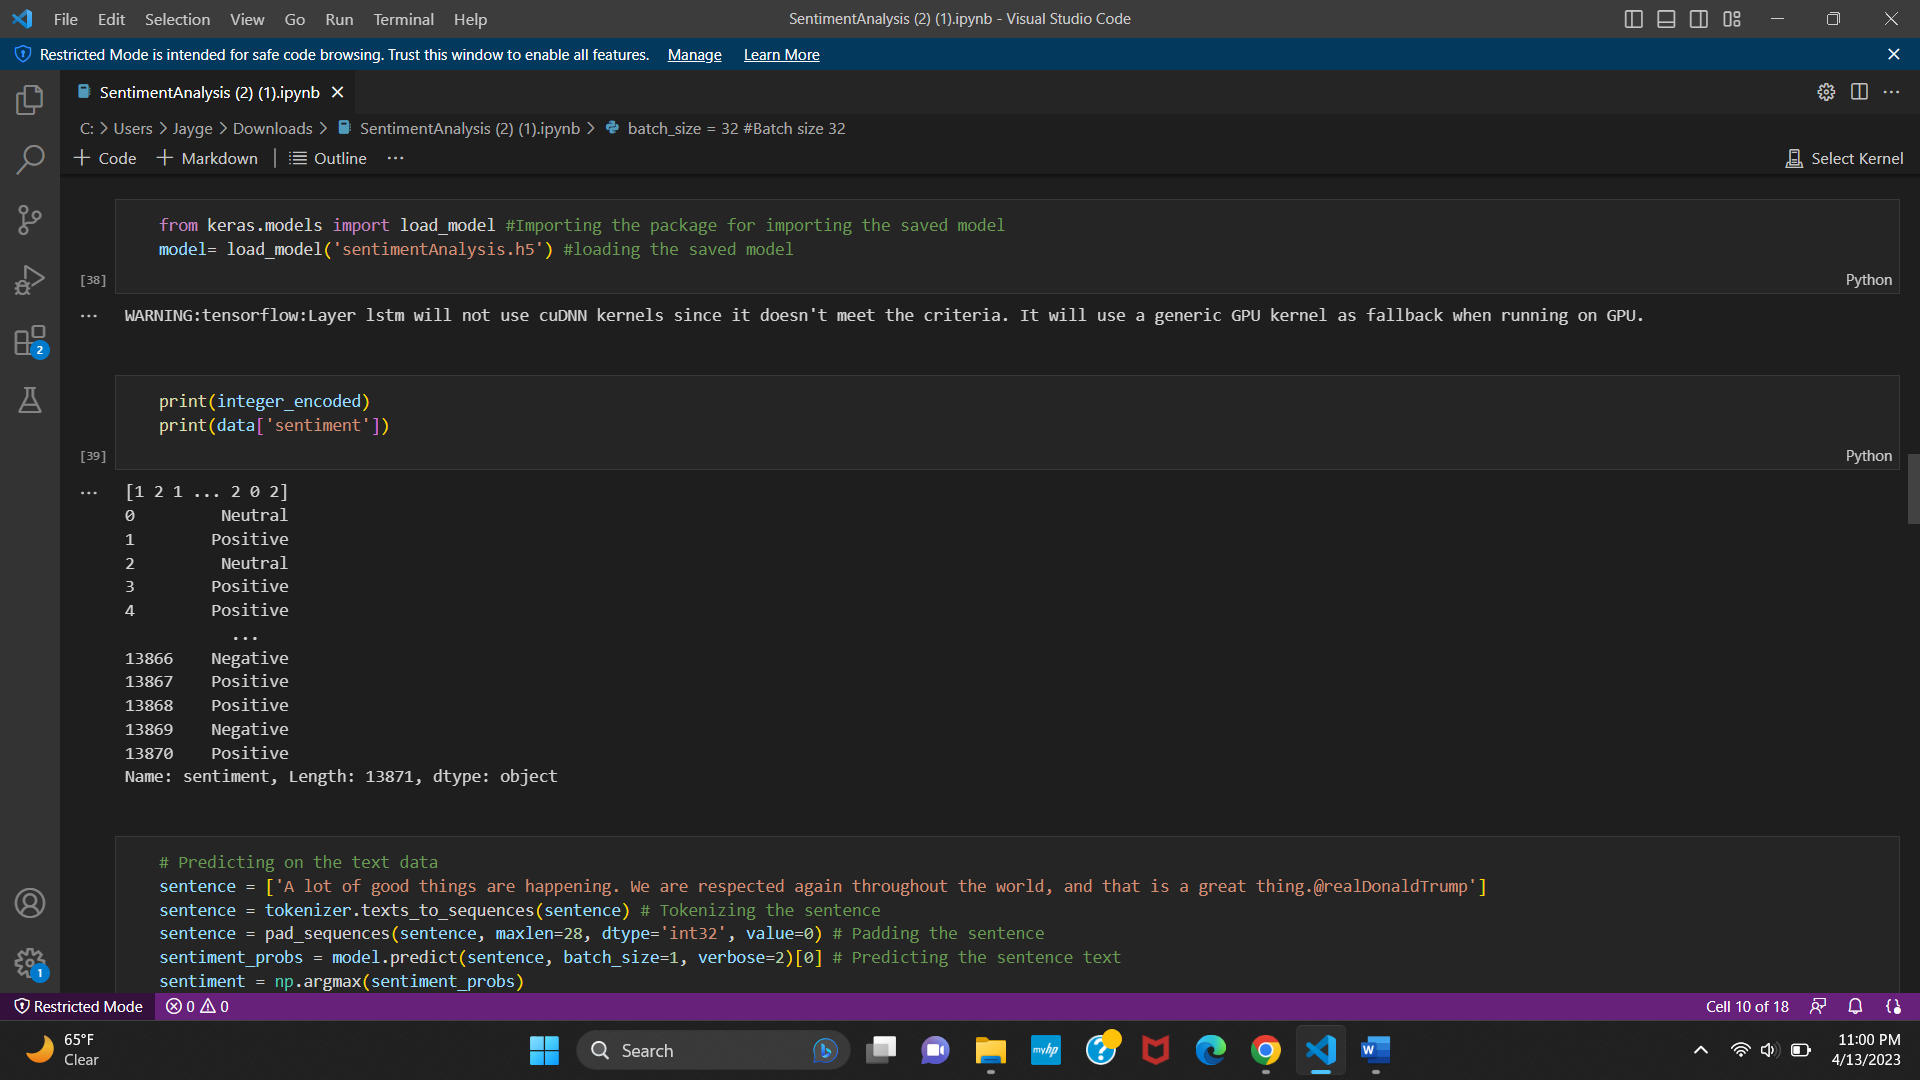 File Edit Selection View Go Run Terminal Help SentimentAnalysis (2) (1).ipynb - Visual Studio Code
Restricted Mode is intended for safe code browsing. Trust this window to enable all features. Manage Learn More
SentimentAnalysis (2) (1).ipynb
C: > Users > Jayge > Downloads > SentimentAnalysis (2) (1).ipynb > batch_size = 32 #Batch size 32
+ Code + Markdown | Outline ... Select Kernel
from keras.models import load_model #Importing the package for importing the saved model
model= load_model('sentimentAnalysis.h5') #loading the saved model
[38] Python
... WARNING:tensorflow:Layer lstm will not use cuDNN kernels since it doesn't meet the criteria. It will use a generic GPU kernel as fallback when running on GPU.
print(integer_encoded)
print(data['sentiment'])
[39] Python
... [1 2 1 ... 2 0 2]
0 Neutral
1 Positive
2 Neutral
3 Positive
4 Positive
...
13866 Negative
13867 Positive
13868 Positive
13869 Negative
13870 Positive
Name: sentiment, Length: 13871, dtype: object
# Predicting on the text data
sentence = ['A lot of good things are happening. We are respected again throughout the world, and that is a great thing.@realDonaldTrump']
sentence = tokenizer.texts_to_sequences(sentence) # Tokenizing the sentence
sentence = pad_sequences(sentence, maxlen=28, dtype='int32', value=0) # Padding the sentence
sentiment_probs = model.predict(sentence, batch_size=1, verbose=2)[0] # Predicting the sentence text
sentiment = np.argmax(sentiment_probs)
2
1
Restricted Mode 0 0 Cell 10 of 18
65°F
Clear
Search
myhp
W
11:00 PM
4/13/2023